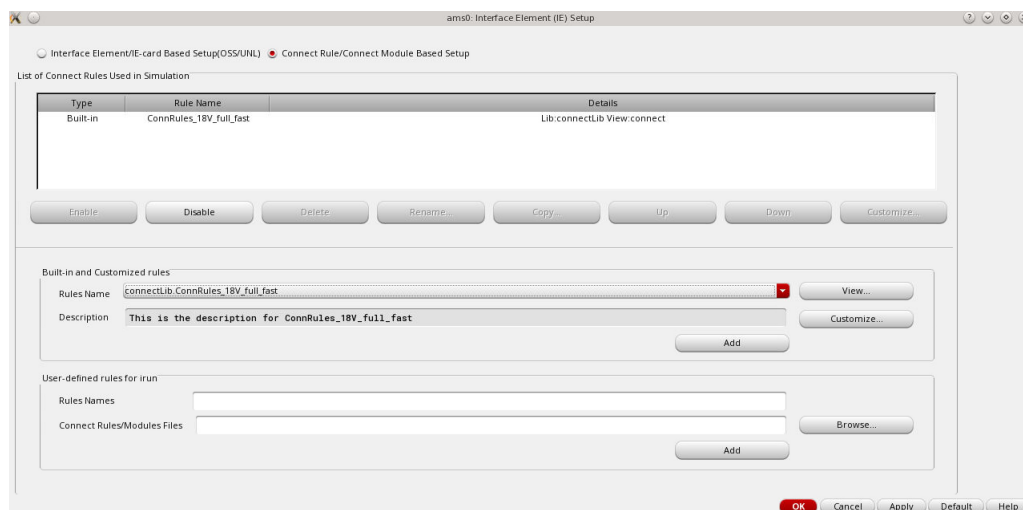 ams0: Interface Element (IE) Setup
Interface Element/IE-card Based Setup(OSS/UNL) Connect Rule/Connect Module Based Setup
List of Connect Rules Used in Simulation
Type Rule Name Details
Built-in ConnRules_18V_full_fast Lib:connectLib View:connect
Enable Disable Delete Rename... Copy... Up Down Customize...
Built-in and Customized rules
Rules Name connectLib.ConnRules_18V_full_fast View...
Description This is the description for ConnRules_18V_full_fast Customize...
Add
User-defined rules for irun
Rules Names
Connect Rules/Modules Files Browse...
Add
OK Cancel Apply Default Help